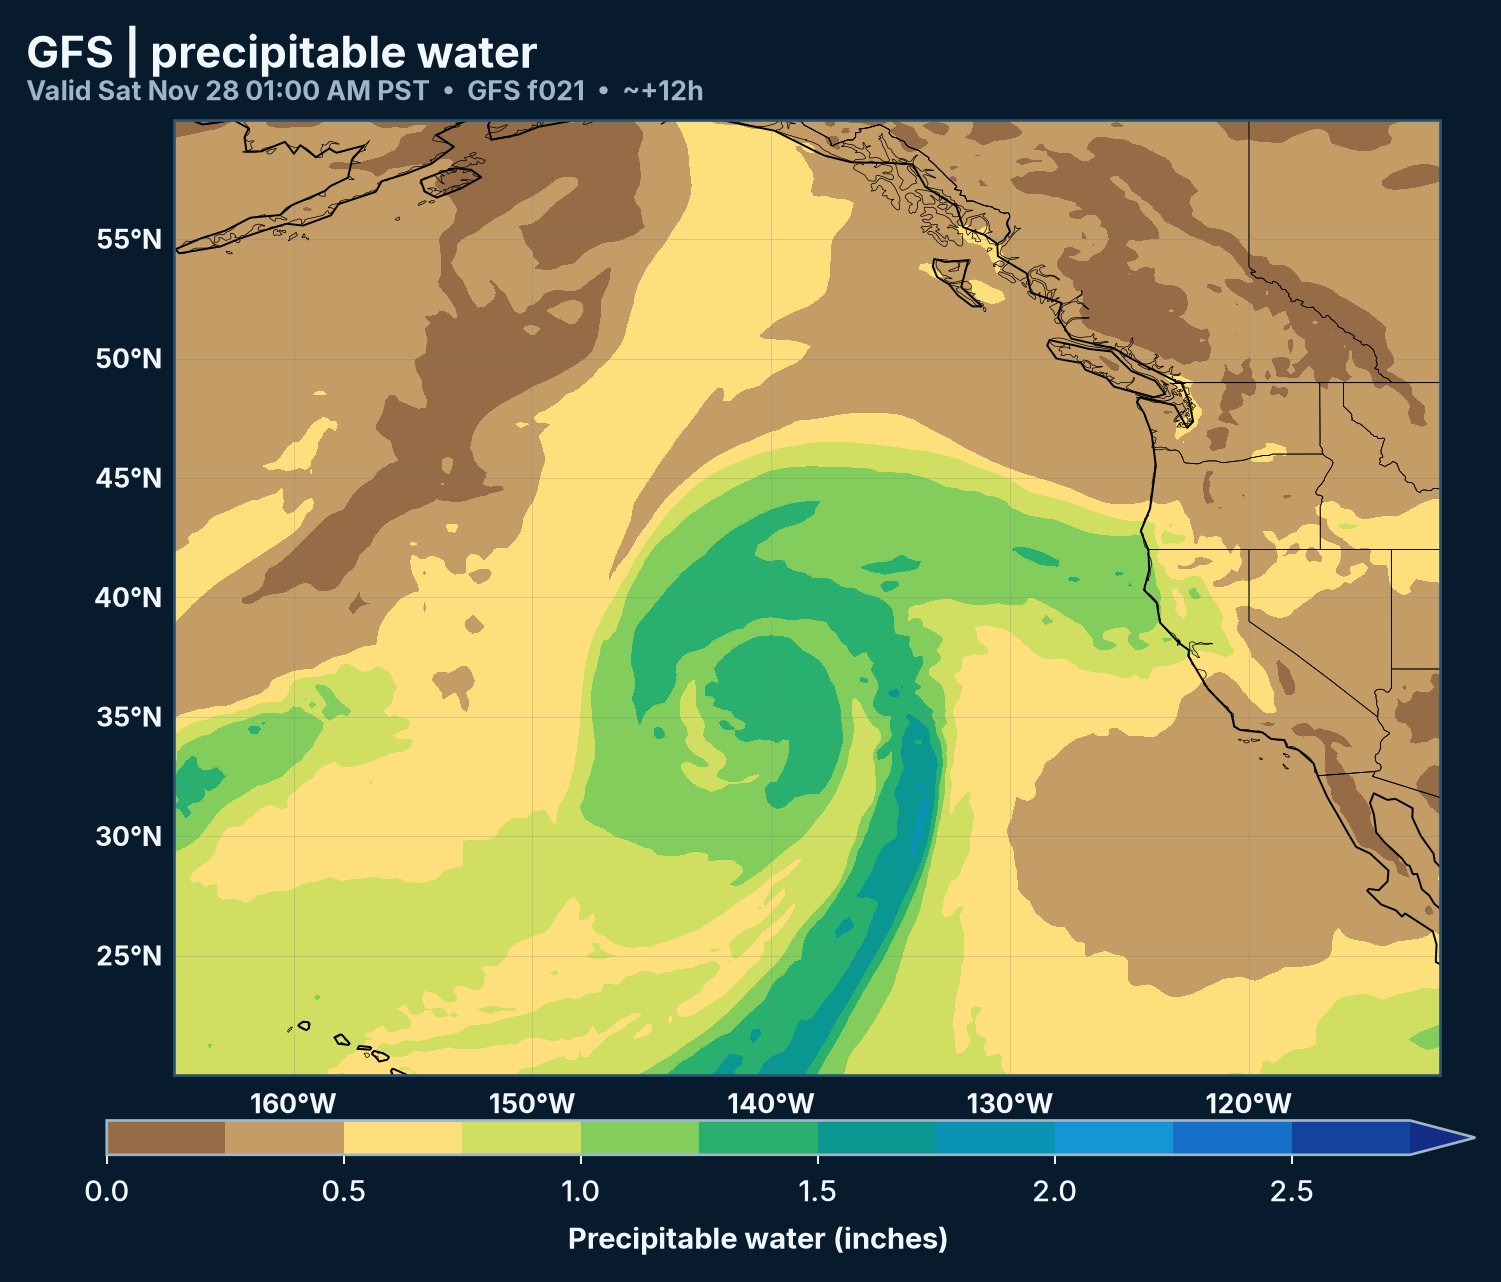 GFS | precipitable water
Valid Sat Nov 28 01:00 AM PST • GFS f021 • ~+12h
55°N
50°N
45°N
40°N
35°N
30°N
25°N
160°W 150°W 140°W 130°W 120°W
0.0 0.5 1.0 1.5 2.0 2.5
Precipitable water (inches)